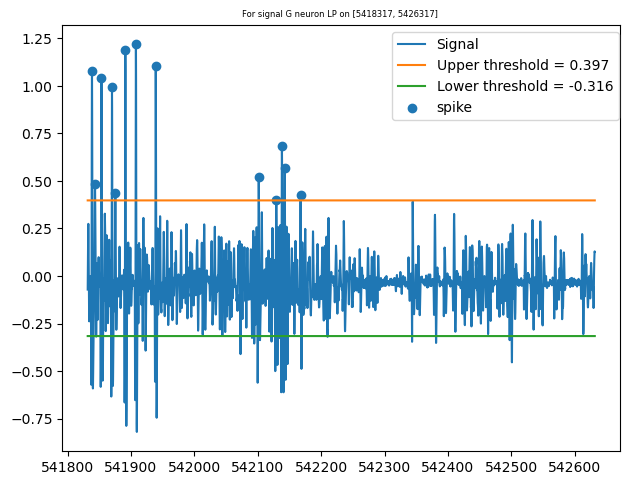 For signal G neuron LP on [5418317, 5426317]
Signal
Upper threshold = 0.397
Lower threshold = -0.316
spike
1.25
1.00
0.75
0.50
0.25
0.00
-0.25
-0.50
-0.75
541800 541900 542000 542100 542200 542300 542400 542500 542600